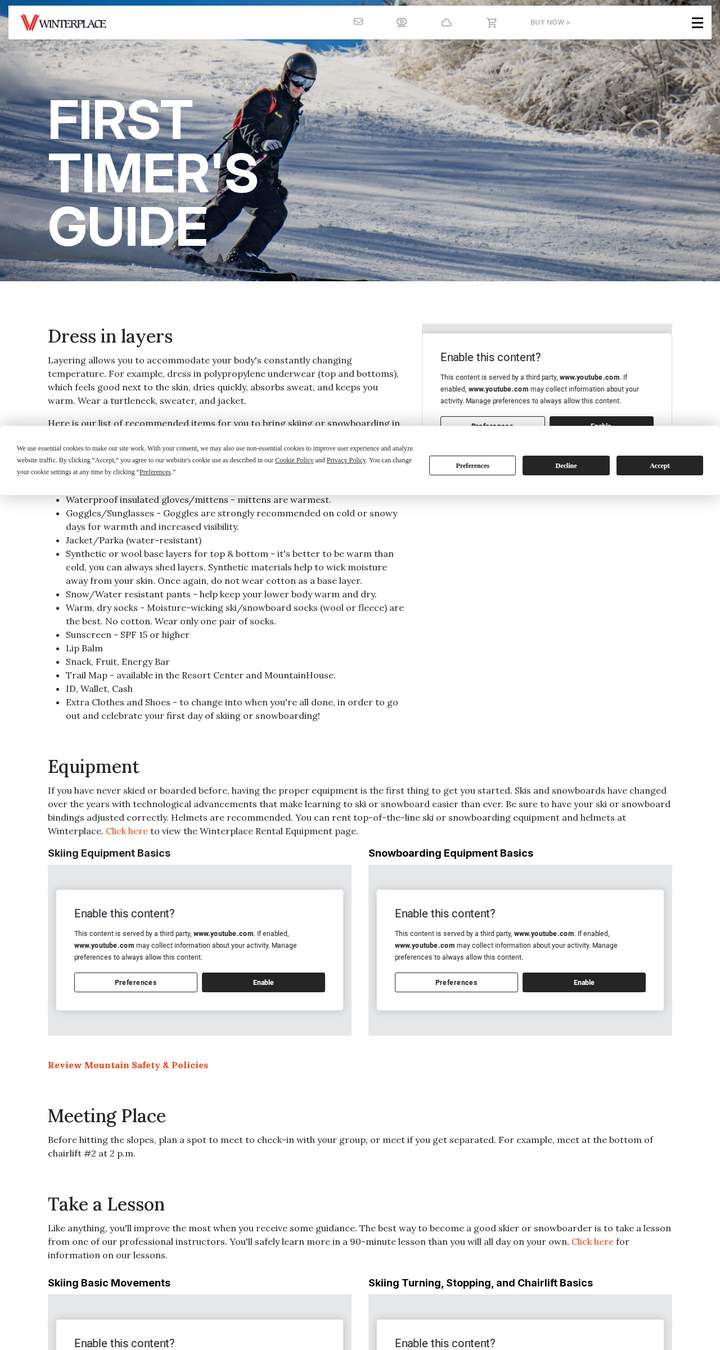 WINTERPLACE
BUY NOW >
FIRST
TIMER'S
GUIDE
Dress in layers
Layering allows you to accommodate your body's constantly changing
temperature. For example, dress in polypropylene underwear (top and bottoms),
which feels good next to the skin, dries quickly, absorbs sweat, and keeps you
warm. Wear a turtleneck, sweater, and jacket.
Here is our list of recommended items for you to bring skiing or snowboarding in
Enable this content?
This content is served by a third party, www.youtube.com. If
enabled, www.youtube.com may collect information about your
activity. Manage preferences to always allow this content.
Preferences Enable
We use essential cookies to make our site work. With your consent, we may also use non-essential cookies to improve user experience and analyze
website traffic. By clicking "Accept," you agree to our website's cookie use as described in our Cookie Policy and Privacy Policy. You can change
your cookie settings at any time by clicking "Preferences."
Preferences Decline Accept
• Waterproof insulated gloves/mittens - mittens are warmest.
• Goggles/Sunglasses - Goggles are strongly recommended on cold or snowy
days for warmth and increased visibility.
• Jacket/Parka (water-resistant)
• Synthetic or wool base layers for top & bottom - it's better to be warm than
cold, you can always shed layers. Synthetic materials help to wick moisture
away from your skin. Once again, do not wear cotton as a base layer.
• Snow/Water resistant pants - help keep your lower body warm and dry.
• Warm, dry socks - Moisture-wicking ski/snowboard socks (wool or fleece) are
the best. No cotton. Wear only one pair of socks.
• Sunscreen - SPF 15 or higher
• Lip Balm
• Snack, Fruit, Energy Bar
• Trail Map - available in the Resort Center and MountainHouse.
• ID, Wallet, Cash
• Extra Clothes and Shoes - to change into when you're all done, in order to go
out and celebrate your first day of skiing or snowboarding!
Equipment
If you have never skied or boarded before, having the proper equipment is the first thing to get you started. Skis and snowboards have changed
over the years with technological advancements that make learning to ski or snowboard easier than ever. Be sure to have your ski or snowboard
bindings adjusted correctly. Helmets are recommended. You can rent top-of-the-line ski or snowboarding equipment and helmets at
Winterplace. Click here to view the Winterplace Rental Equipment page.
Skiing Equipment Basics
Enable this content?
This content is served by a third party, www.youtube.com. If enabled,
www.youtube.com may collect information about your activity. Manage
preferences to always allow this content.
Preferences Enable
Snowboarding Equipment Basics
Enable this content?
This content is served by a third party, www.youtube.com. If enabled,
www.youtube.com may collect information about your activity. Manage
preferences to always allow this content.
Preferences Enable
Review Mountain Safety & Policies
Meeting Place
Before hitting the slopes, plan a spot to meet to check-in with your group, or meet if you get separated. For example, meet at the bottom of
chairlift #2 at 2 p.m.
Take a Lesson
Like anything, you'll improve the most when you receive some guidance. The best way to become a good skier or snowboarder is to take a lesson
from one of our professional instructors. You'll safely learn more in a 90-minute lesson than you will all day on your own. Click here for
information on our lessons.
Skiing Basic Movements
Enable this content?
Skiing Turning, Stopping, and Chairlift Basics
Enable this content?